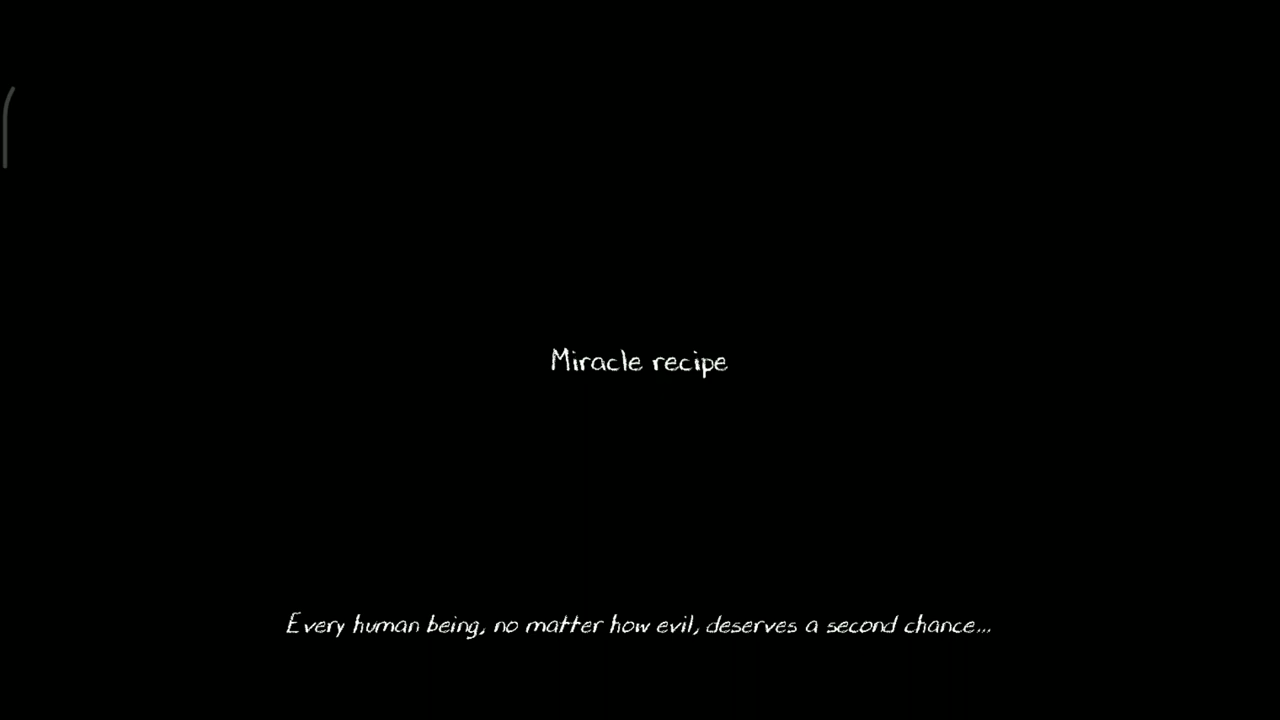 Miracle recipe
Every human being, no matter how evil, deserves a second chance...